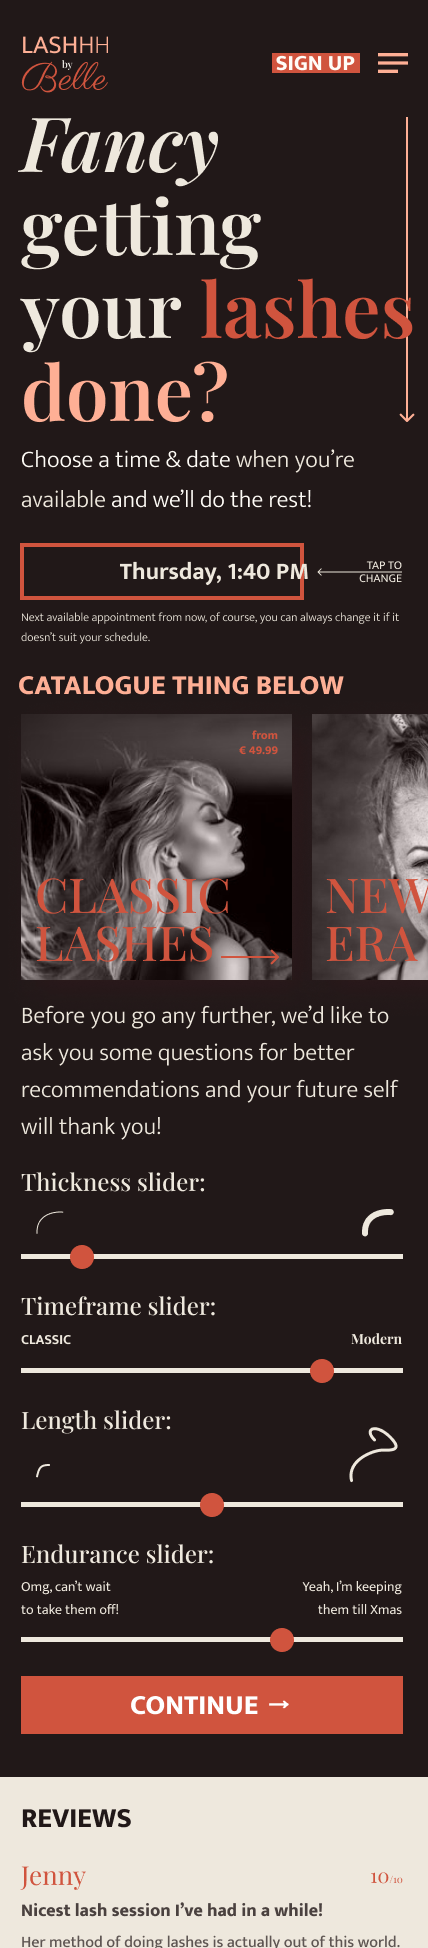 LASHHH
by
Belle
SIGN UP
Fancy
getting
your lashes
done?
Choose a time & date when you’re
available and we’ll do the rest!
Thursday, 1:40 PM
TAP TO
CHANGE
Next available appointment from now, of course, you can always change it if it
doesn’t suit your schedule.
CATALOGUE THING BELOW
from
€ 49.99
CLASSIC
LASHES
NEW
ERA
Before you go any further, we’d like to
ask you some questions for better
recommendations and your future self
will thank you!
Thickness slider:
Timeframe slider:
CLASSIC
Modern
Length slider:
Endurance slider:
Omg, can’t wait
to take them off!
Yeah, I’m keeping
them till Xmas
CONTINUE →
REVIEWS
Jenny
10/10
Nicest lash session I’ve had in a while!
Her method of doing lashes is actually out of this world.